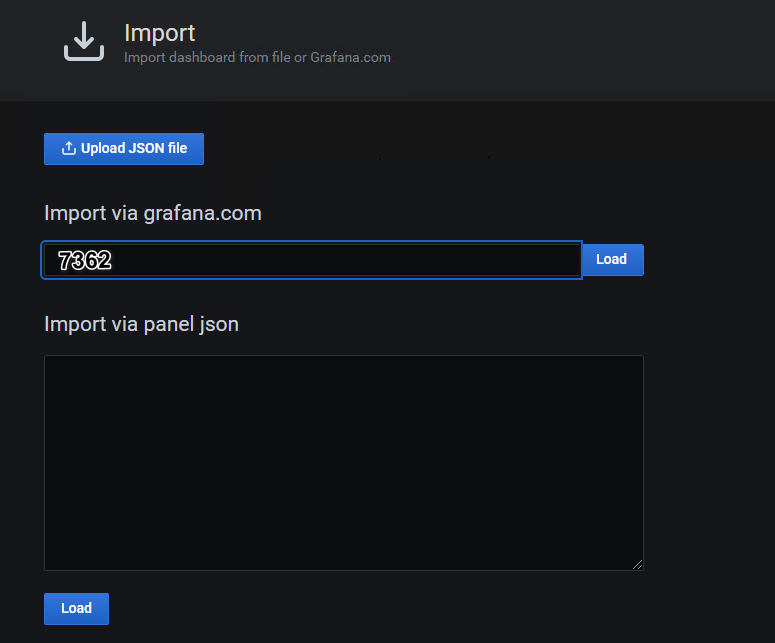 Import
Import dashboard from file or Grafana.com
Upload JSON file
Import via grafana.com
7362
Load
Import via panel json
Load